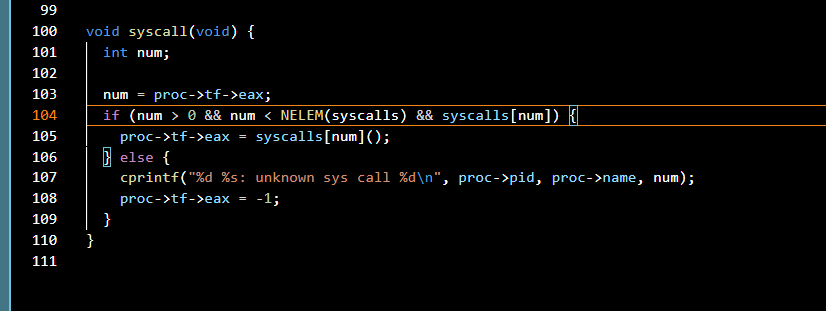 99
100 void syscall(void) {
101   int num;
102
103   num = proc->tf->eax;
104   if (num > 0 && num < NELEM(syscalls) && syscalls[num]) {
105     proc->tf->eax = syscalls[num]();
106   } else {
107     cprintf("%d %s: unknown sys call %d\n", proc->pid, proc->name, num);
108     proc->tf->eax = -1;
109   }
110 }
111